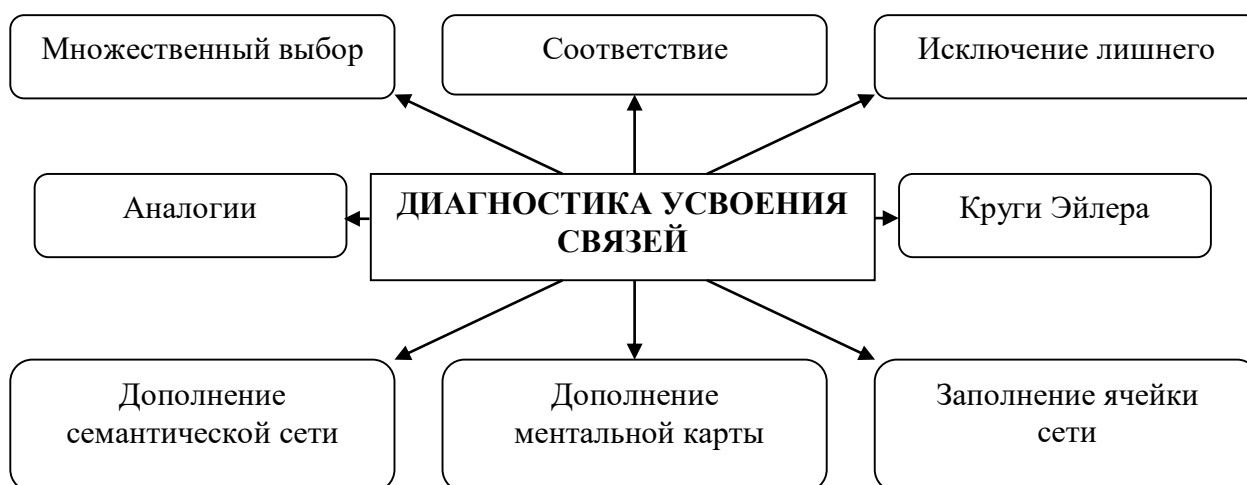 Множественный выбор
Соответствие
Исключение лишнего
Аналогии
ДИАГНОСТИКА УСВОЕНИЯ
СВЯЗЕЙ
Круги Эйлера
Дополнение
семантической сети
Дополнение
ментальной карты
Заполнение ячейки
сети